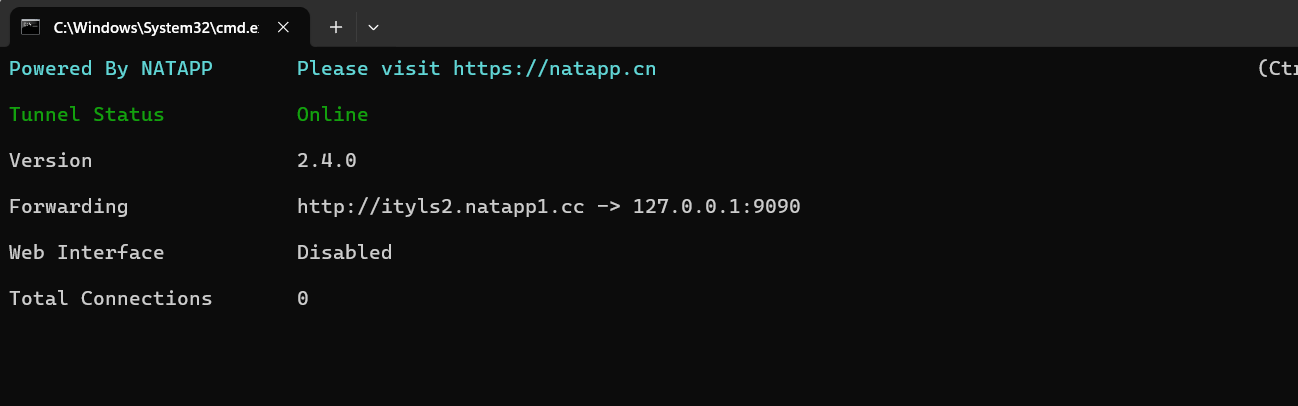 C:\Windows\System32\cmd.e
Powered By NATAPP Please visit https://natapp.cn (Ctr
Tunnel Status Online
Version 2.4.0
Forwarding http://ityls2.natapp1.cc -> 127.0.0.1:9090
Web Interface Disabled
Total Connections 0